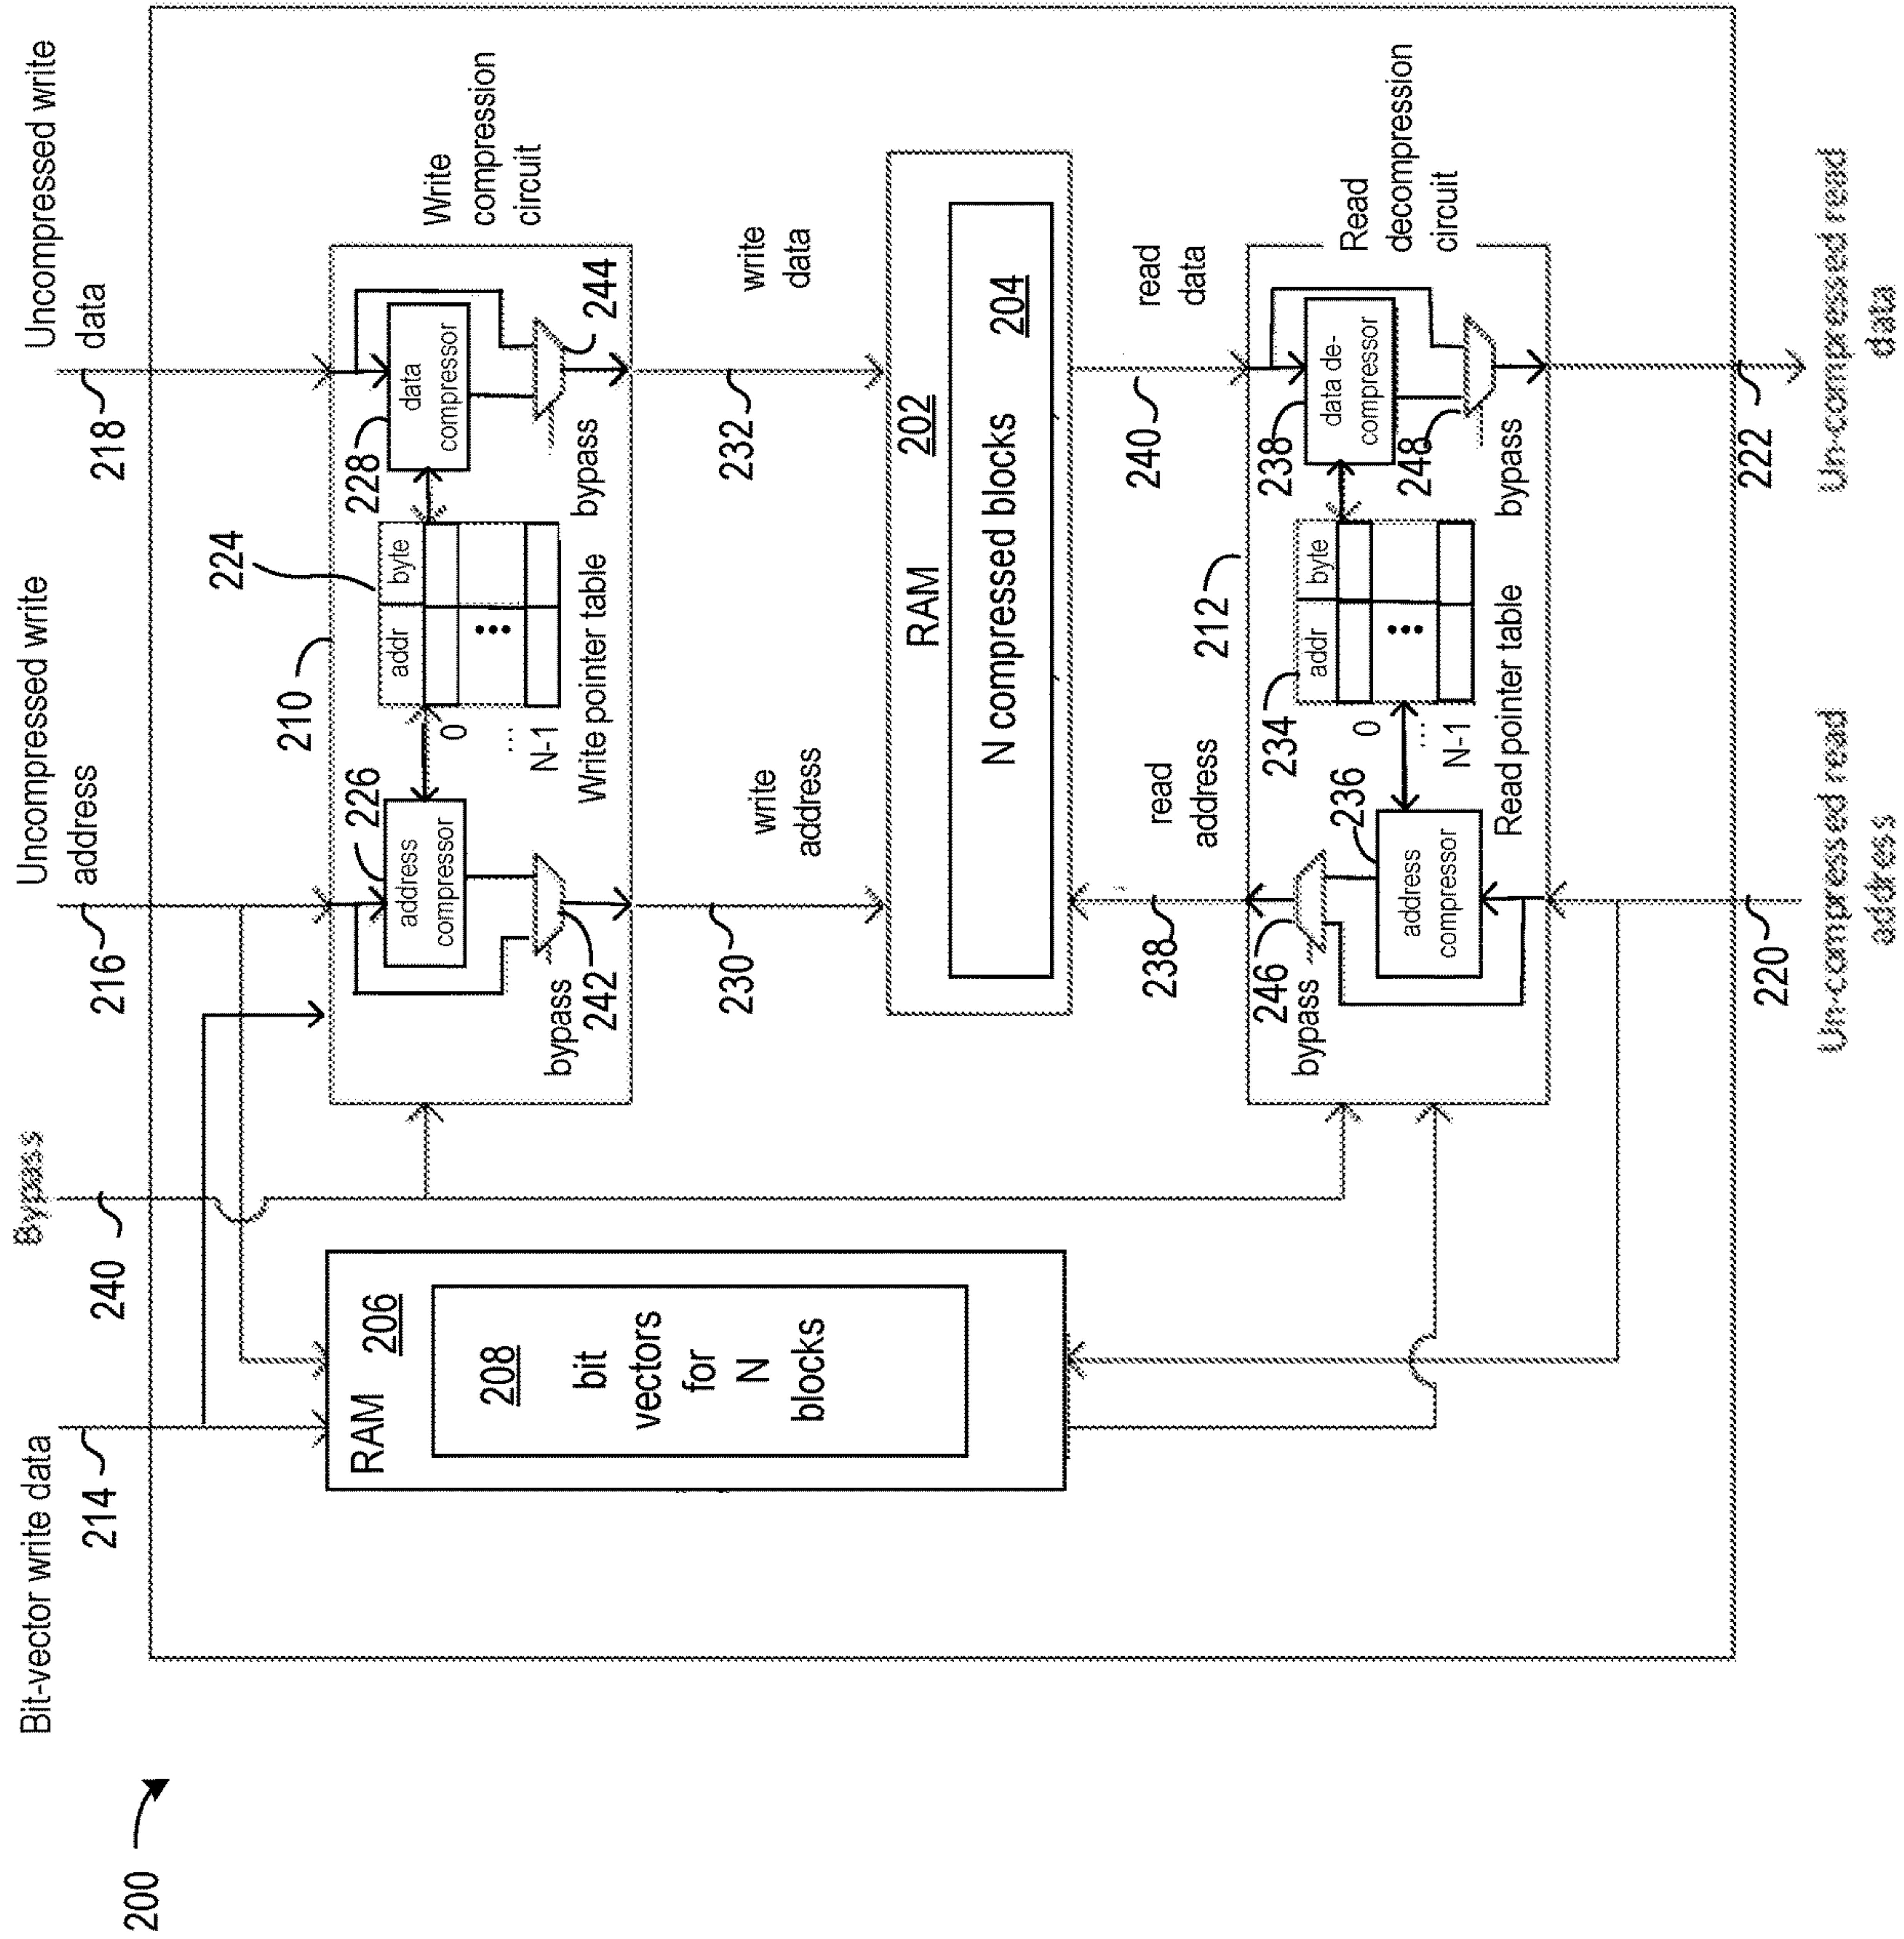 200
Bit-vector write data
214
Bypass
240
Uncompressed write
address
216
Uncompressed write
data
218
RAM 206
208
bit
vectors
for
N
blocks
210
224
226
address
compressor
addr byte
0
...
N-1
Write pointer table
228
data
compressor
bypass
242
bypass
244
Write
compression
circuit
230
write
address
232
write
data
RAM 202
N compressed blocks 204
238
read
address
240
read
data
212
246
bypass
236
address
compressor
234
addr byte
0
...
N-1
Read pointer table
238
data de-
compressor
248
bypass
Read
decompression
circuit
220
Un-compressed read
address
222
Un-compressed read
data